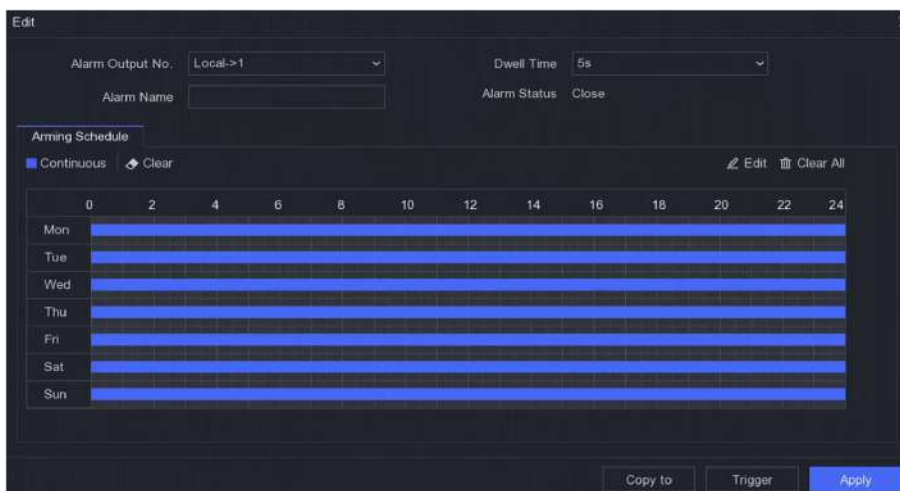 Edit
Alarm Output No. Local->1 Dwell Time 5s
Alarm Name Alarm Status Close
Arming Schedule
Continuous Clear Edit Clear All
0 2 4 6 8 10 12 14 16 18 20 22 24
Mon
Tue
Wed
Thu
Fri
Sat
Sun
Copy to Trigger Apply